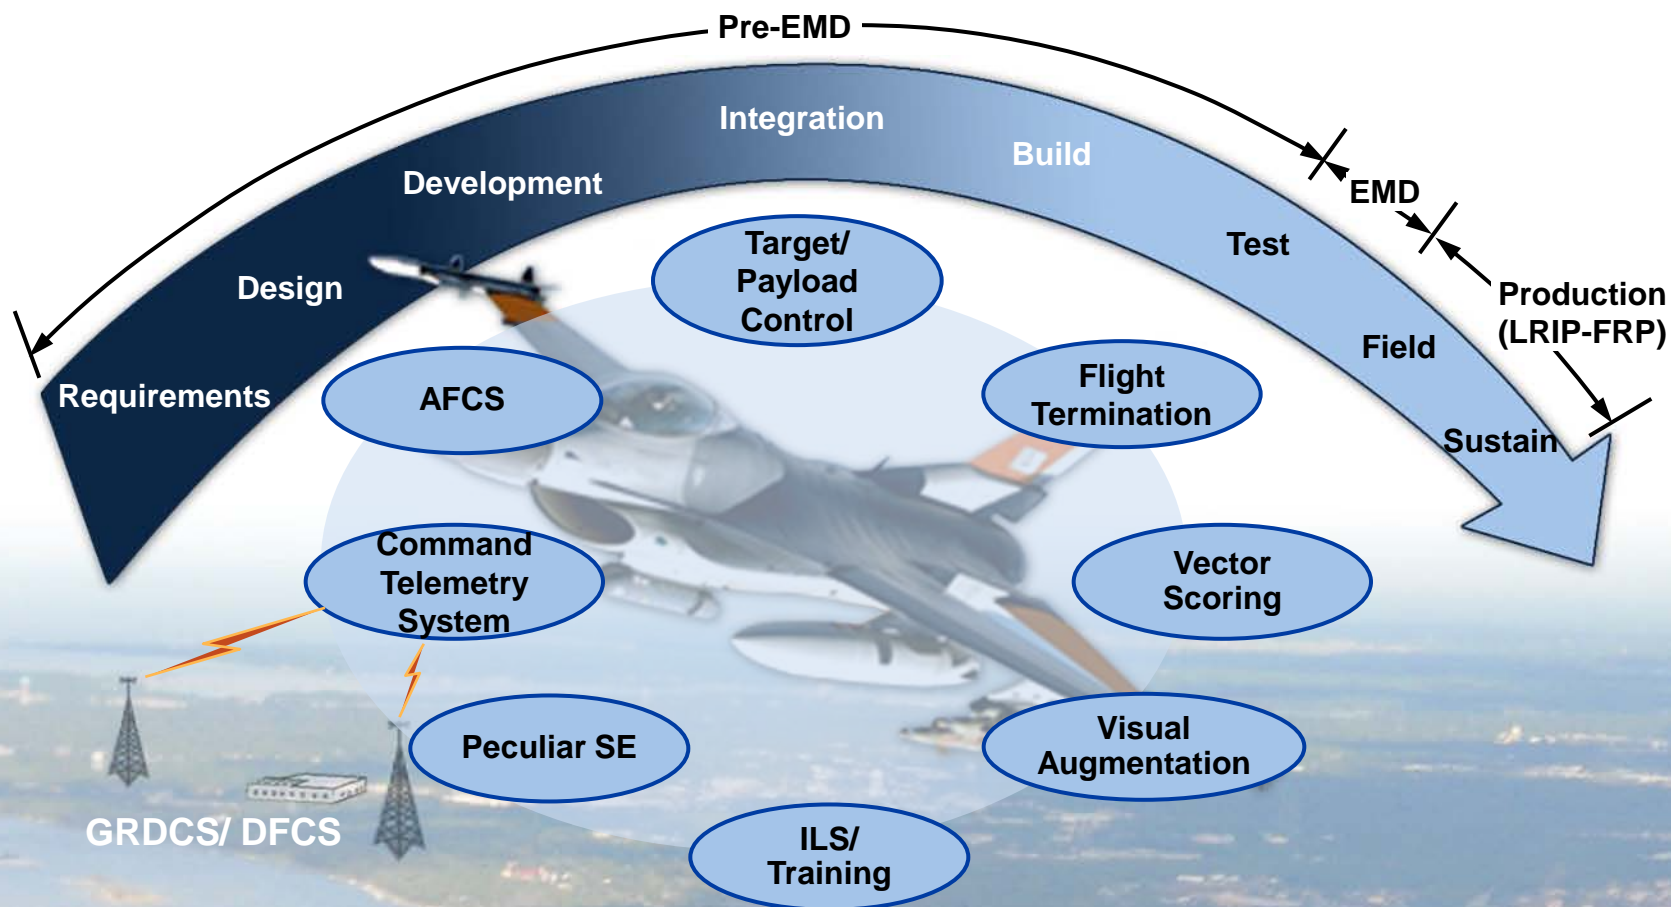 Pre-EMD
Integration
Build
Development
EMD
Test
Design
Production
(LRIP-FRP)
Field
Requirements
Sustain
Target/
Payload
Control
AFCS
Flight
Termination
Command
Telemetry
System
Vector
Scoring
Peculiar SE
Visual
Augmentation
GRDCS/ DFCS
ILS/
Training